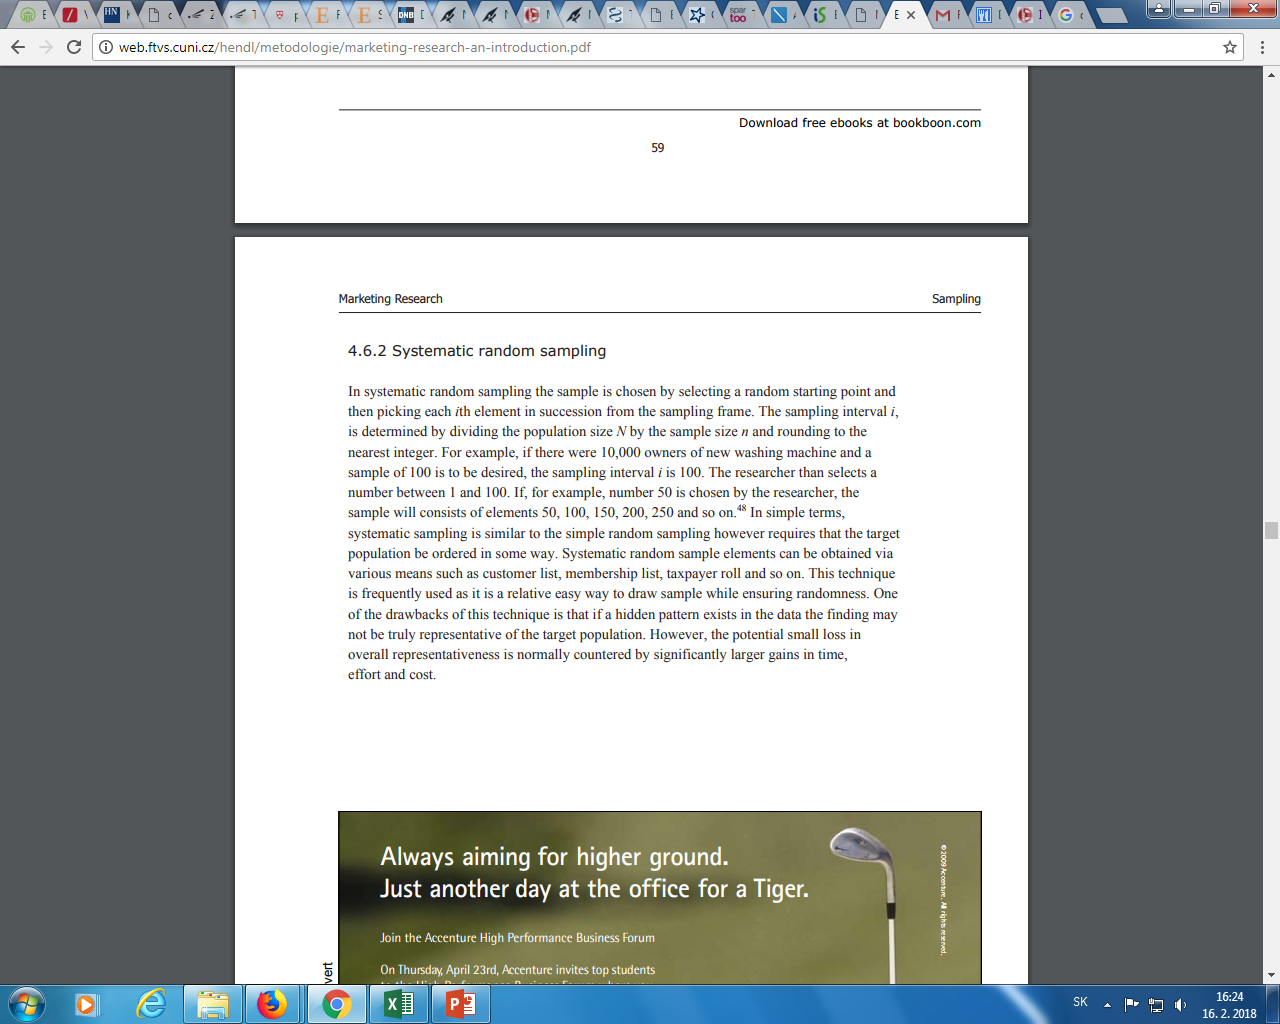 web.ftvs.cuni.cz/hendl/metodologie/marketing-research-an-introduction.pdf
Download free ebooks at bookboon.com
59
Marketing Research
Sampling
4.6.2 Systematic random sampling
In systematic random sampling the sample is chosen by selecting a random starting point and
then picking each ith element in succession from the sampling frame. The sampling interval i,
is determined by dividing the population size N by the sample size n and rounding to the
nearest integer. For example, if there were 10,000 owners of new washing machine and a
sample of 100 is to be desired, the sampling interval i is 100. The researcher than selects a
number between 1 and 100. If, for example, number 50 is chosen by the researcher, the
sample will consists of elements 50, 100, 150, 200, 250 and so on.48 In simple terms,
systematic sampling is similar to the simple random sampling however requires that the target
population be ordered in some way. Systematic random sample elements can be obtained via
various means such as customer list, membership list, taxpayer roll and so on. This technique
is frequently used as it is a relative easy way to draw sample while ensuring randomness. One
of the drawbacks of this technique is that if a hidden pattern exists in the data the finding may
not be truly representative of the target population. However, the potential small loss in
overall representativeness is normally countered by significantly larger gains in time,
effort and cost.
Always aiming for higher ground.
Just another day at the office for a Tiger.
Join the Accenture High Performance Business Forum
On Thursday, April 23rd, Accenture invites top students
© 2009 Accenture. All rights reserved.
SK
16:24
16. 2. 2018